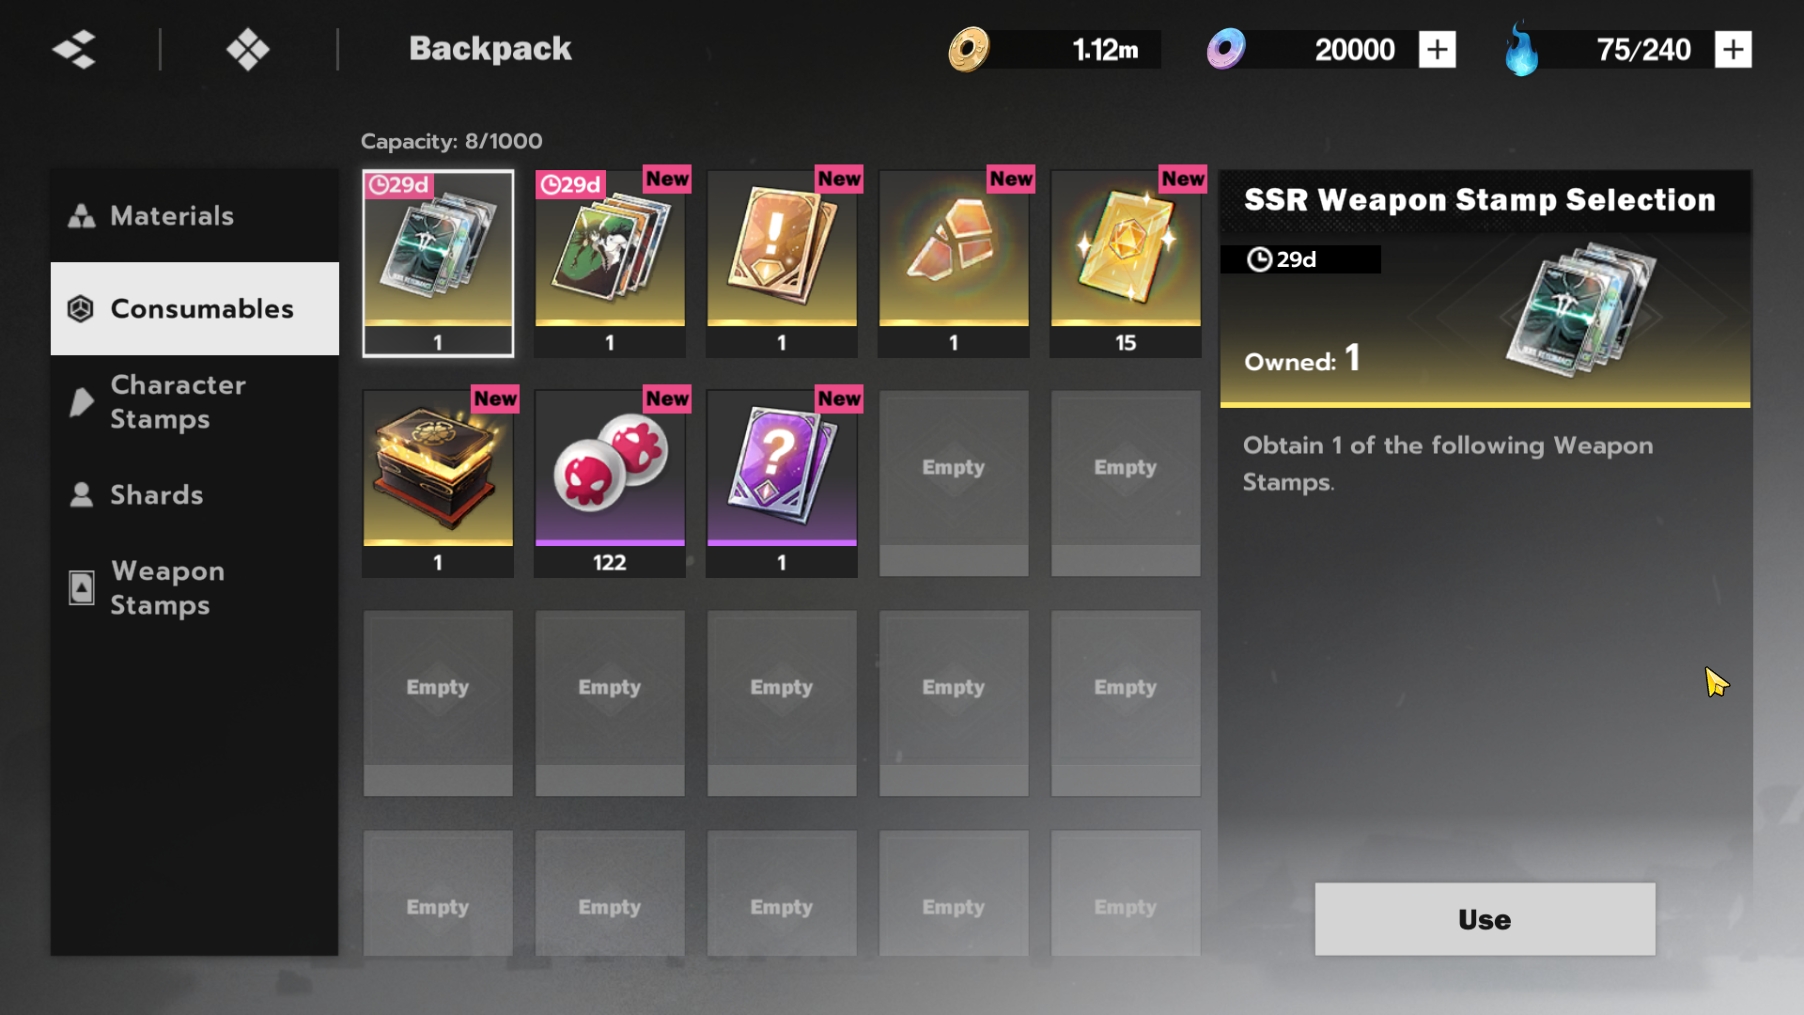 Backpack
1.12m
20000
75/240
Capacity: 8/1000
Materials
Consumables
Character
Stamps
Shards
Weapon
Stamps
29d
1
29d
New
1
New
1
New
1
New
15
New
1
New
122
New
1
Empty
Empty
Empty
Empty
Empty
Empty
Empty
Empty
Empty
Empty
Empty
Empty
SSR Weapon Stamp Selection
29d
Owned: 1
Obtain 1 of the following Weapon
Stamps.
Use